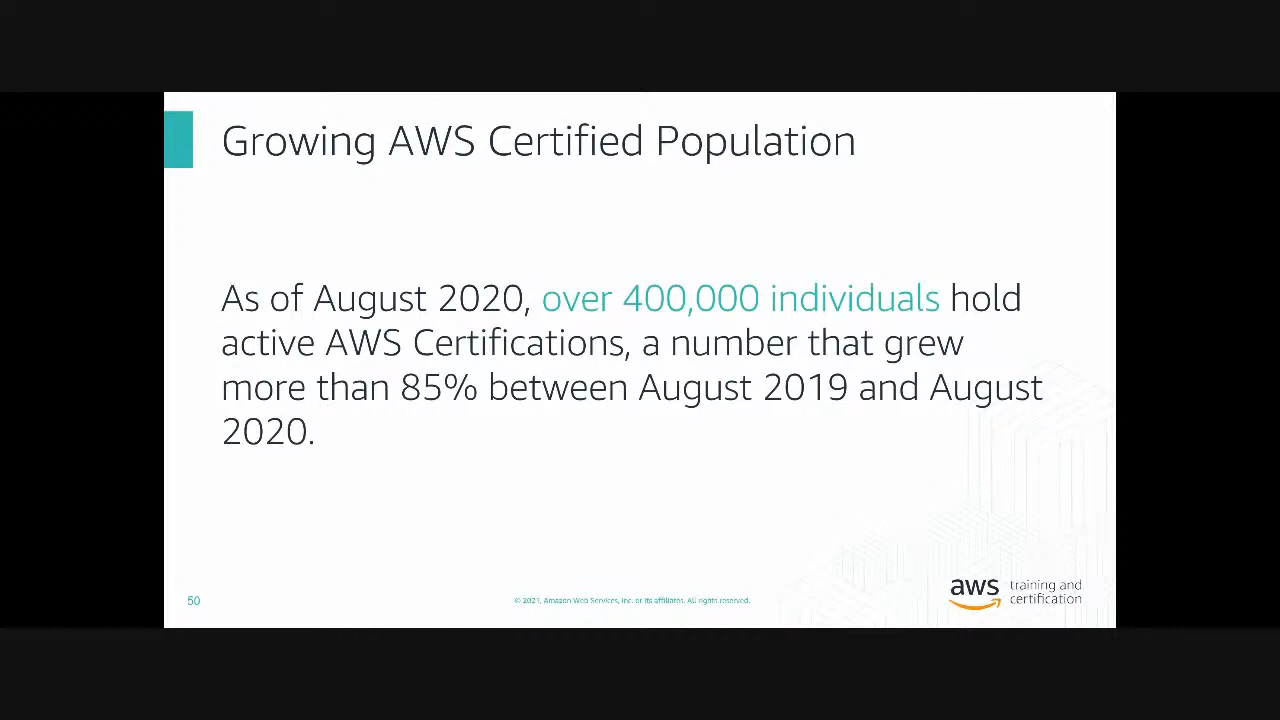 Growing AWS Certified Population
As of August 2020, over 400,000 individuals hold
active AWS Certifications, a number that grew
more than 85% between August 2019 and August
2020.
50
© 2021, Amazon Web Services, Inc. or its affiliates. All rights reserved.
aws
training and
certification